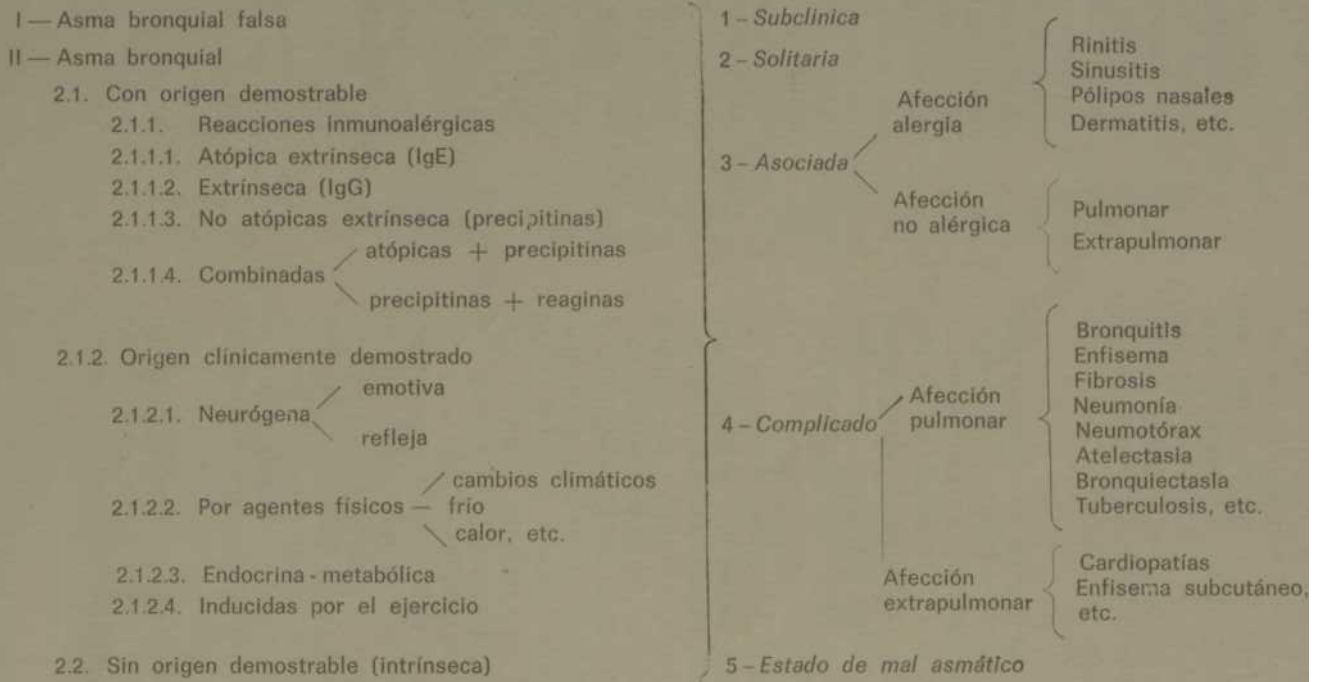 I — Asma bronquial falsa
II — Asma bronquial
2.1. Con origen demostrable
2.1.1. Reacciones inmunoalérgicas
2.1.1.1. Atópica extrínseca (IgE)
2.1.1.2. Extrínseca (IgG)
2.1.1.3. No atópicas extrínseca (precipitinas)
atópicas + precipitinas
2.1.1.4. Combinadas
precipitinas + reaginas
2.1.2. Origen clínicamente demostrado
emotiva
2.1.2.1. Neurógena
refleja
cambios climáticos
2.1.2.2. Por agentes físicos — frío
calor, etc.
2.1.2.3. Endocrina - metabólica
2.1.2.4. Inducidas por el ejercicio
2.2. Sin origen demostrable (intrínseca)
1 – Subclínica
2 – Solitaria
3 – Asociada
Afección
alergia
Rinitis
Sinusitis
Pólipos nasales
Dermatitis, etc.
Afección
no alérgica
Pulmonar
Extrapulmonar
4 – Complicado
Afección
pulmonar
Bronquitis
Enfisema
Fibrosis
Neumonía
Neumotórax
Atelectasia
Bronquiectasia
Tuberculosis, etc.
Afección
extrapulmonar
Cardiopatías
Enfisema subcutáneo,
etc.
5 – Estado de mal asmático